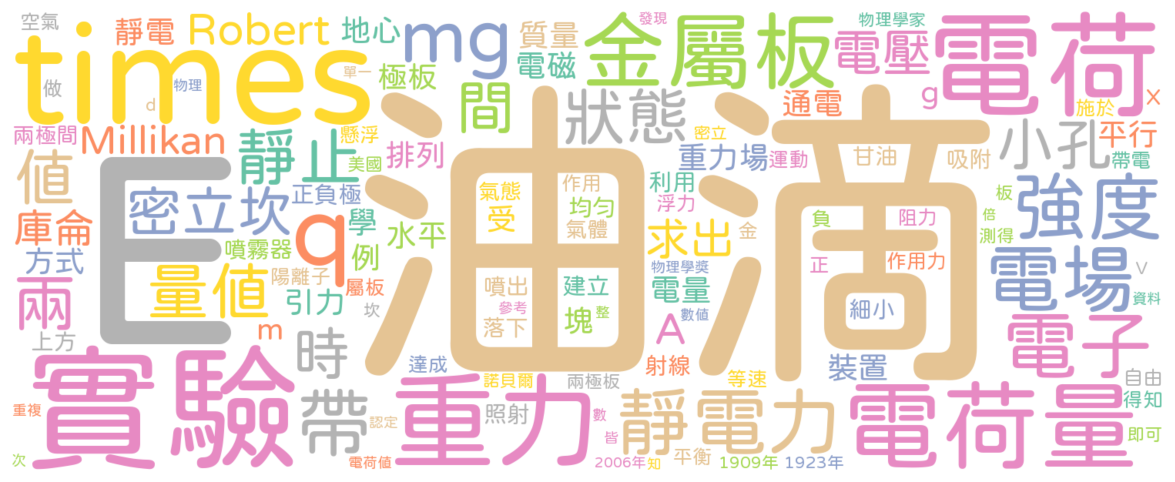 空氣
靜電
Robert
地心
mg
質量
金屬板
發現
物理學家
電壓
電荷
times
做
物理
d
單一
極板
電磁
間
狀態
通電
g
x
施於
兩極間
Millikan
懸浮
美國
排列
密立
重力場
運動
甘油
吸附
小孔
平行
帶電
值
E
靜止
油滴
密立坎
正負極
q
學
氣態
作用
受
均勻
氣體
利用
浮力
求出
金
負
阻力
板
倍
測得
強度
庫侖
方式
噴霧器
例
水平
物理學獎
正
作用力
電場
V
資料
兩
量值
陽離子
引力
屬板
坎
噴出
參考
落下
建立
塊
整
電量
數值
細小
上方
m
時
A
電子
實驗
帶
達成
重力
諾貝爾
兩極板
射線
等速
裝置
自由
得知
重複
認定
照射
數
皆
靜電力
電荷量
即可
次
電荷值
2006年
知
平衡
1909年
1923年